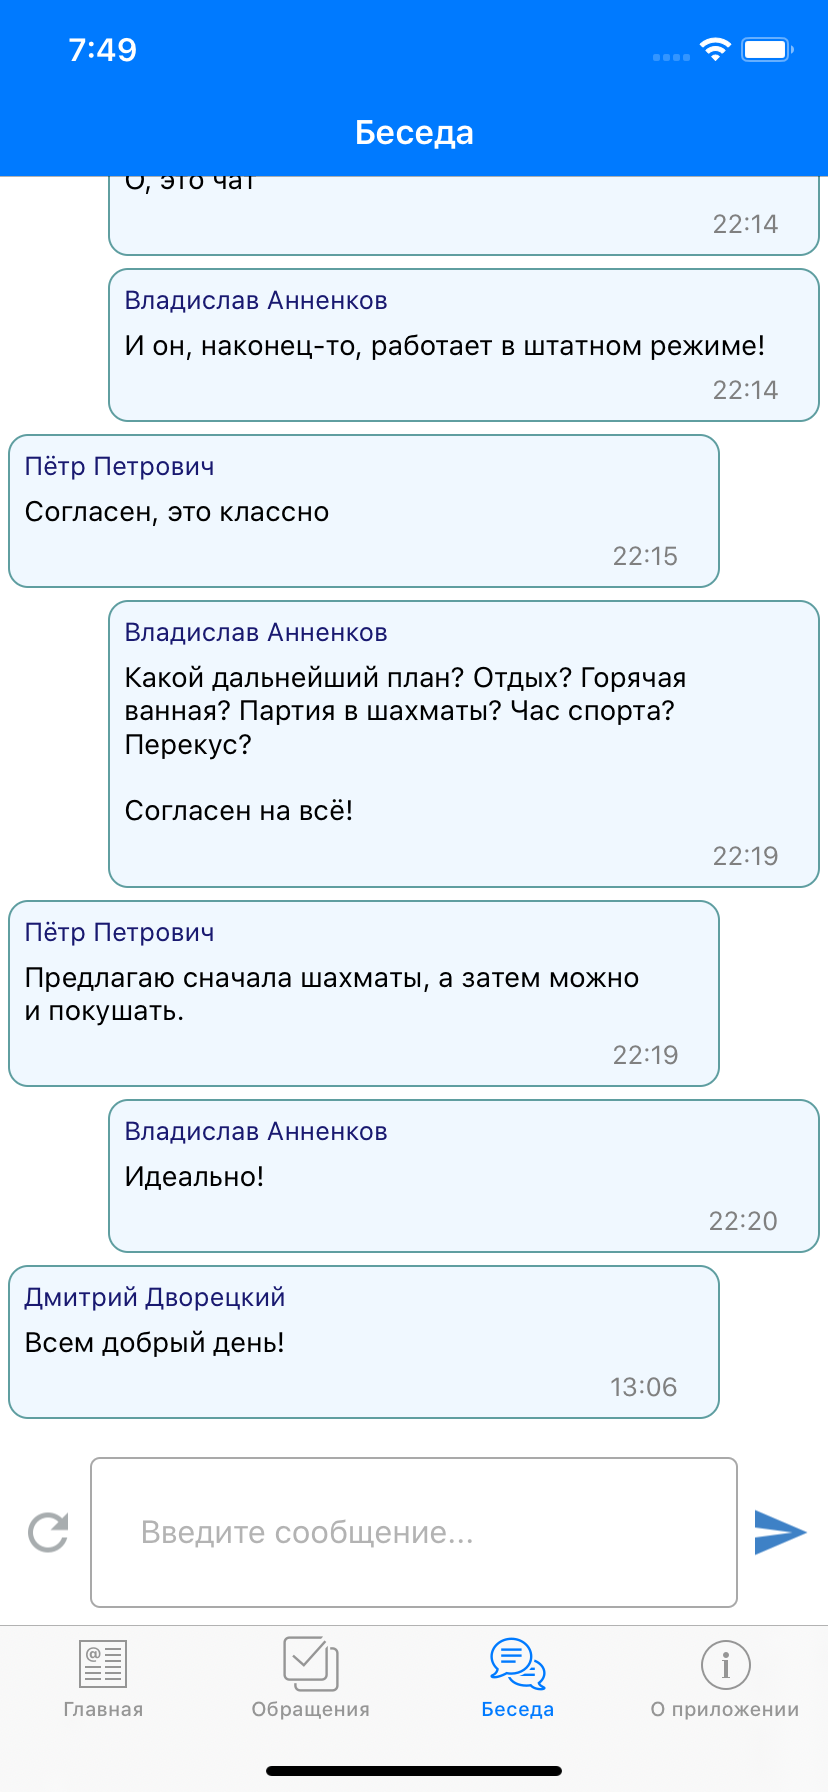 7:49
Беседа
О, это чат
22:14
Владислав Анненков
И он, наконец-то, работает в штатном режиме!
22:14
Пётр Петрович
Согласен, это классно
22:15
Владислав Анненков
Какой дальнейший план? Отдых? Горячая
ванная? Партия в шахматы? Час спорта?
Перекус?
Согласен на всё!
22:19
Пётр Петрович
Предлагаю сначала шахматы, а затем можно
и покушать.
22:19
Владислав Анненков
Идеально!
22:20
Дмитрий Дворецкий
Всем добрый день!
13:06
Введите сообщение...
Главная
Обращения
Беседа
О приложении